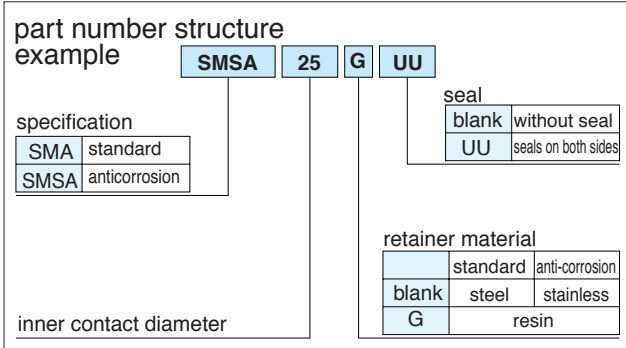 part number structure
example
SMSA 25 G UU
seal
blank without seal
UU seals on both sides
specification
SMA standard
SMSA anticorrosion
retainer material
standard anti-corrosion
blank steel stainless
G resin
inner contact diameter